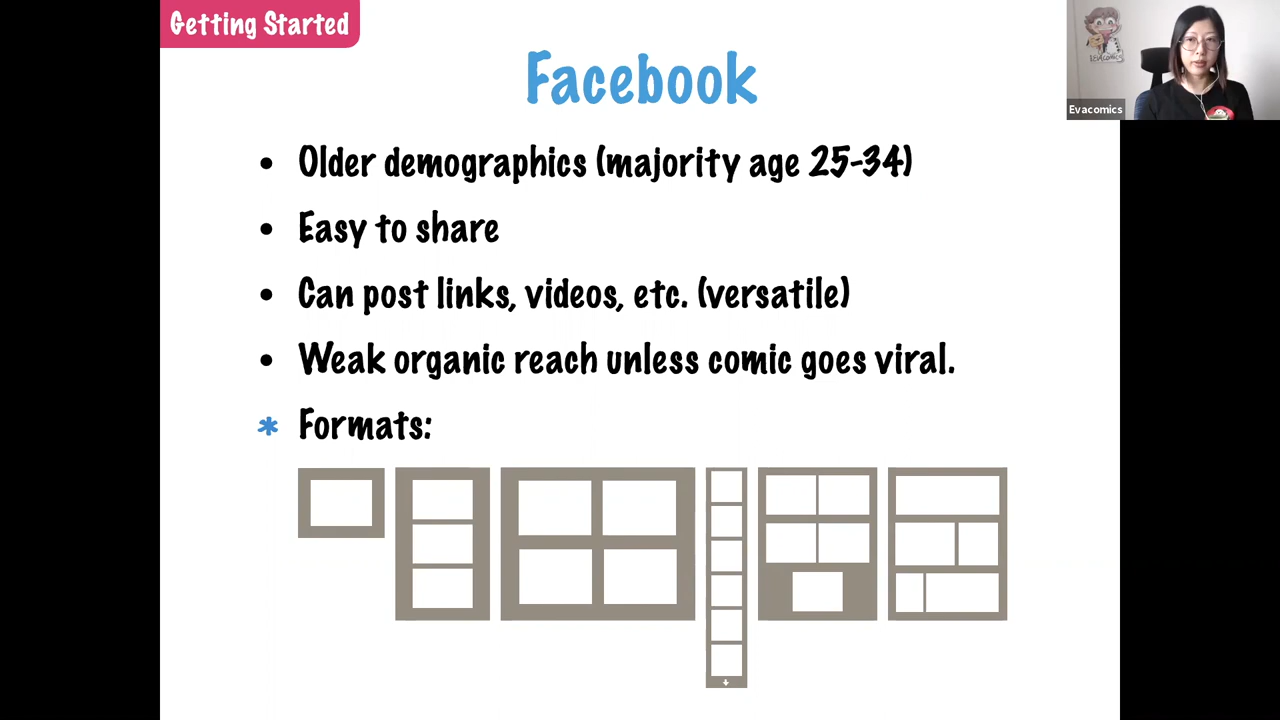 Getting Started
Facebook
• Older demographics (majority age 25-34)
• Easy to share
• Can post links, videos, etc. (versatile)
• Weak organic reach unless comic goes viral.
* Formats:
Evacomics